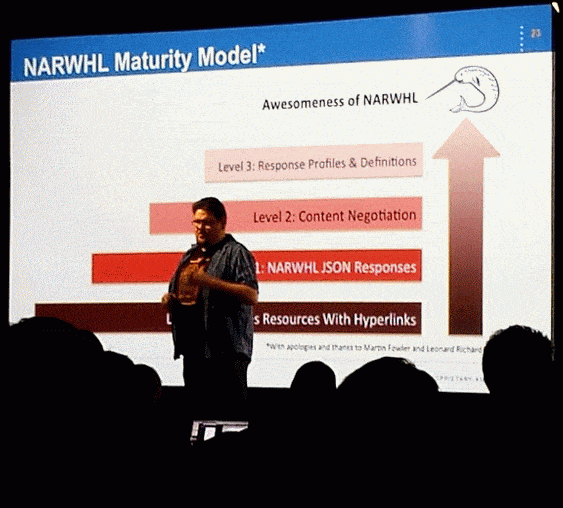 23
NARWHL Maturity Model*
Awesomeness of NARWHL
Level 3: Response Profiles & Definitions
Level 2: Content Negotiation
1: NARWHL JSON Responses
s Resources With Hyperlinks
*With apologies and thanks to Martin Fowler and Leonard Richard